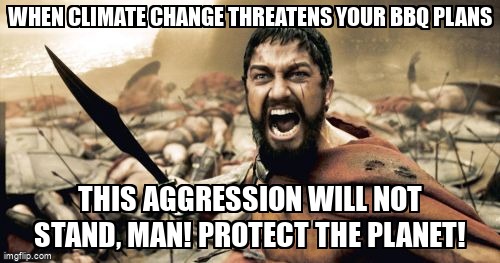 WHEN CLIMATE CHANGE THREATENS YOUR BBQ PLANS
THIS AGGRESSION WILL NOT
STAND, MAN! PROTECT THE PLANET!
imgflip.com